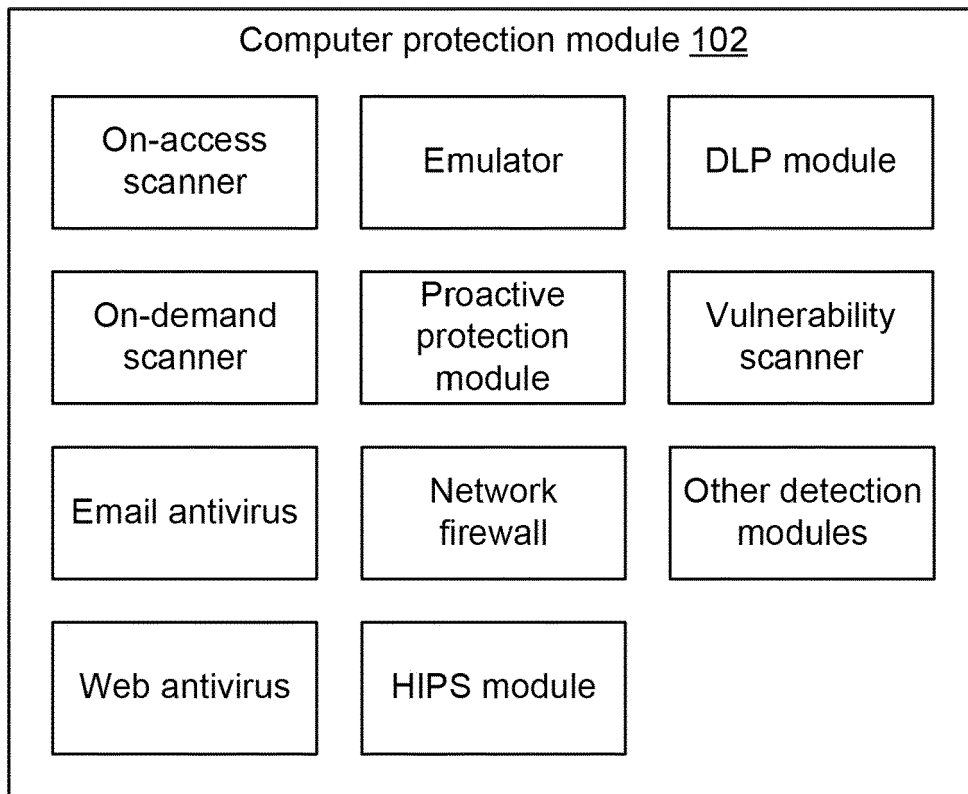 Computer protection module 102
On-access
scanner
Emulator
DLP module
On-demand
scanner
Proactive
protection
module
Vulnerability
scanner
Email antivirus
Network
firewall
Other detection
modules
Web antivirus
HIPS module